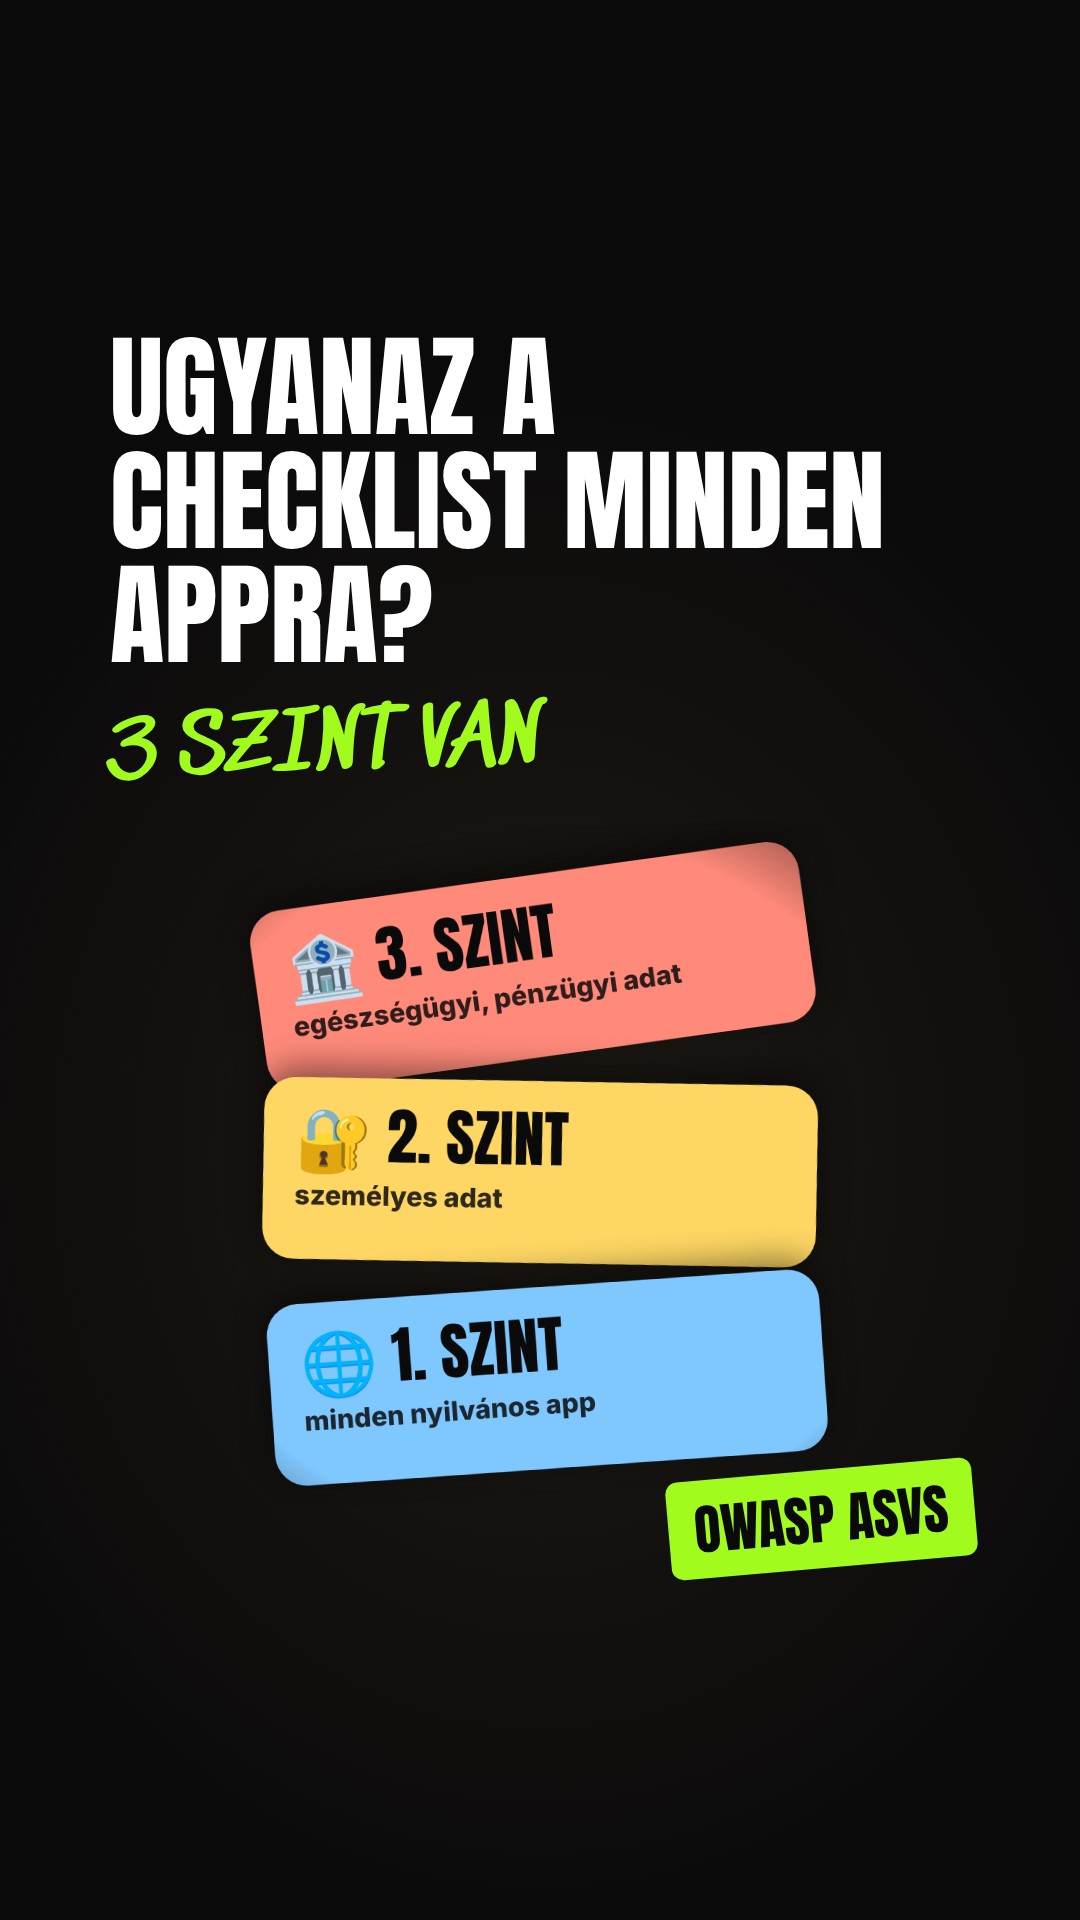 UGYANAZ A
CHECKLIST MINDEN
APPRA?
3 SZINT VAN
3. SZINT
egészségügyi, pénzügyi adat
2. SZINT
személyes adat
1. SZINT
minden nyilvános app
OWASP ASVS